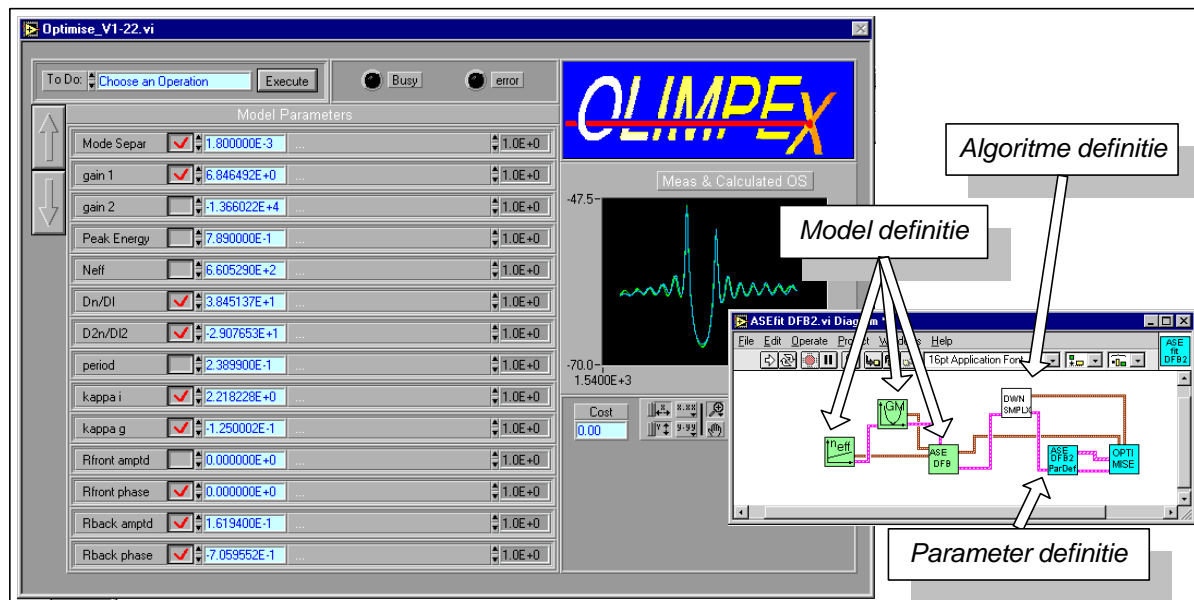 Optimise_V1-22.vi
To Do: Choose an Operation Execute Busy error
OLIMPEx
Model Parameters
Mode Separ 1.800000E-3 ... 1.0E+0
gain 1 6.846492E+0 ... 1.0E+0
gain 2 -1.366022E+4 ... 1.0E+0
Peak Energy 7.890000E-1 ... 1.0E+0
Neff 6.605290E+2 ... 1.0E+0
Dn/Dl 3.845137E+1 ... 1.0E+0
D2n/Dl2 -2.907653E+1 ... 1.0E+0
period 2.389900E-1 ... 1.0E+0
kappa i 2.218228E+0 ... 1.0E+0
kappa g -1.250002E-1 ... 1.0E+0
Rfront amptd 0.000000E+0 ... 1.0E+0
Rfront phase 0.000000E+0 ... 1.0E+0
Rback amptd 1.619400E-1 ... 1.0E+0
Rback phase -7.059552E-1 ... 1.0E+0
Meas & Calculated OS
-47.5-
-70.0-
1.5400E+3
Cost
0.00
X.XX
y.yy
Algoritme definitie
Model definitie
ASEfit DFB2.vi Diagram *
File Edit Operate Project Windows Help
16pt Application Font
ASE
fit
DFB2
GM
neff
ASE
DFB
DWN
SMPLX
ASE
DFB2
ParDef
OPTI
MISE
Parameter definitie